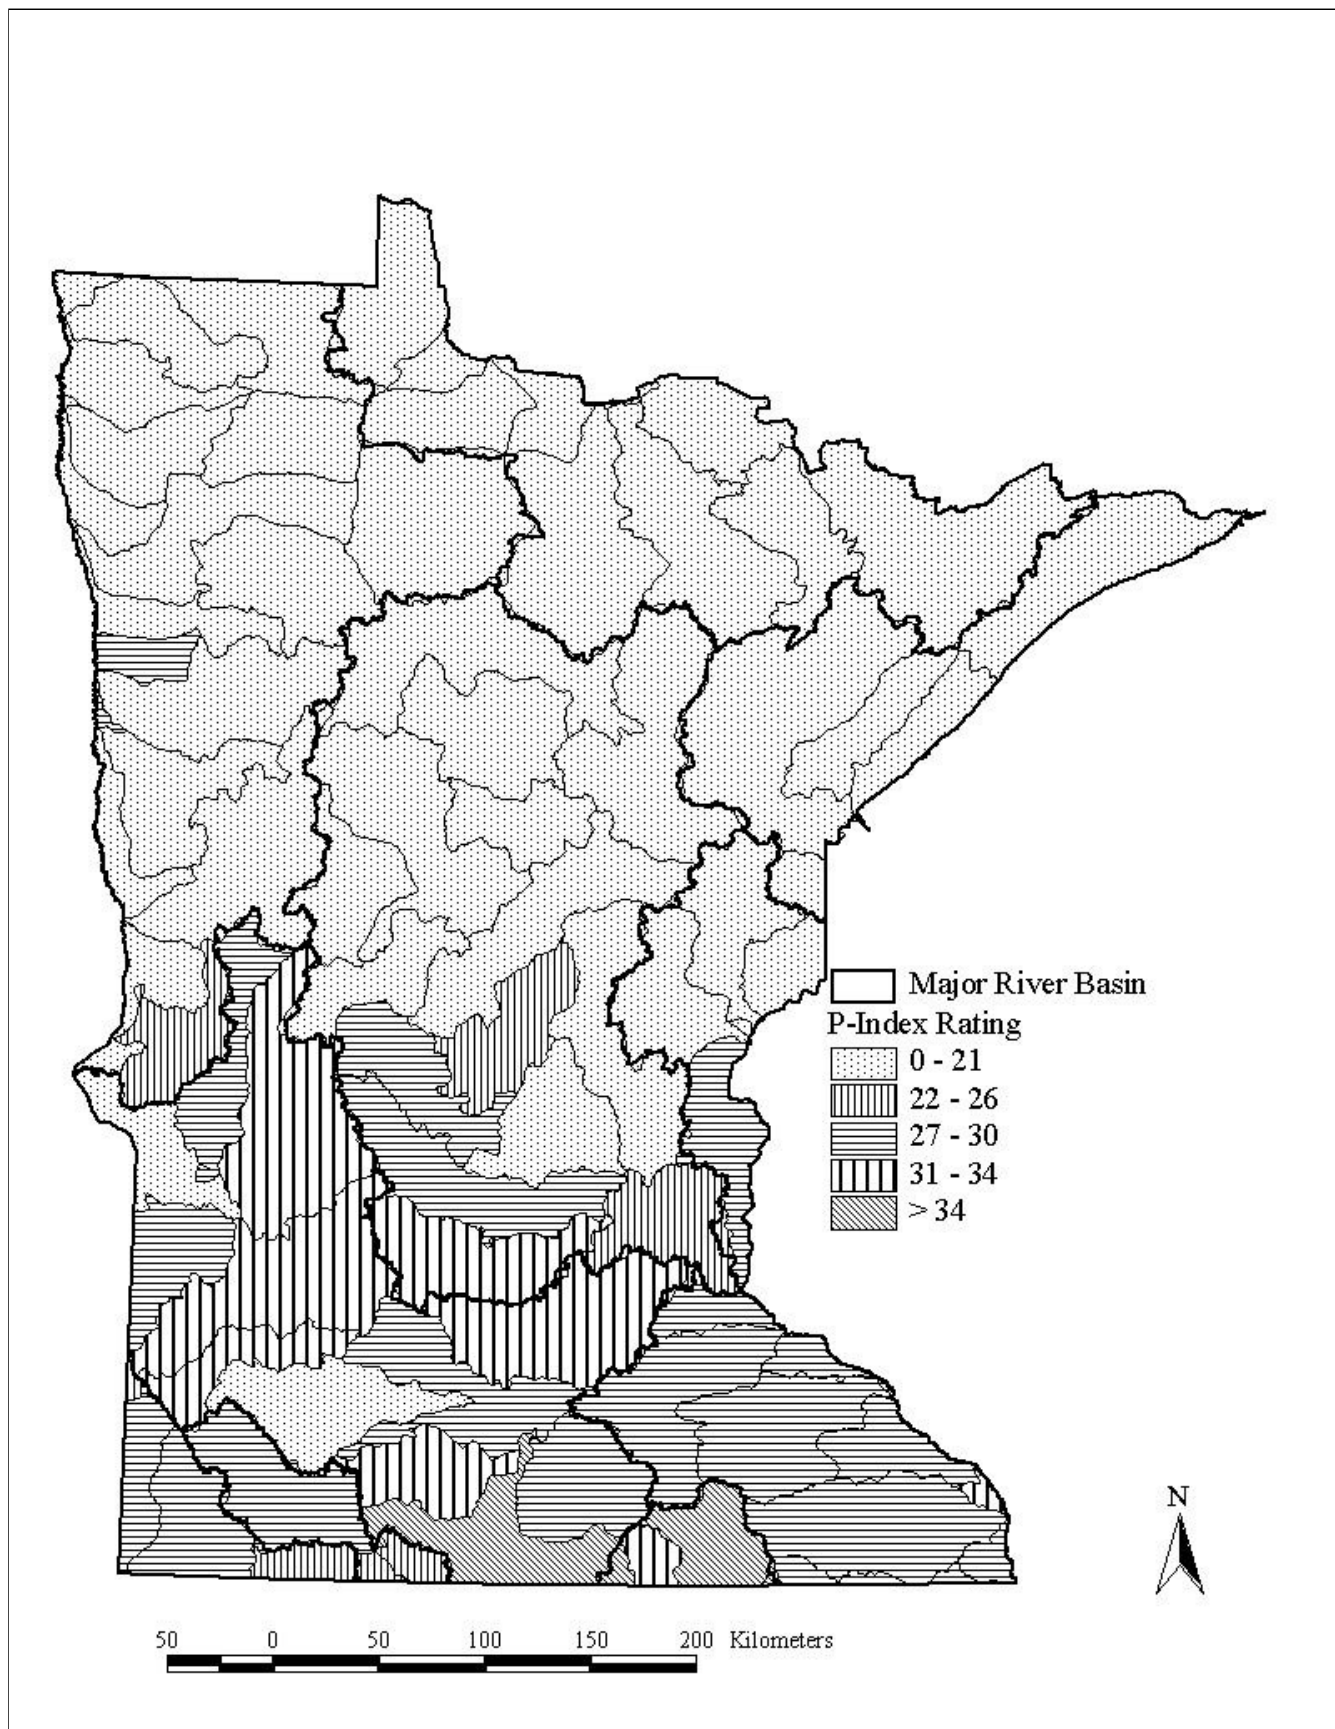 Major River Basin
P-Index Rating
0 - 21
22 - 26
27 - 30
31 - 34
> 34
N
50 0 50 100 150 200 Kilometers